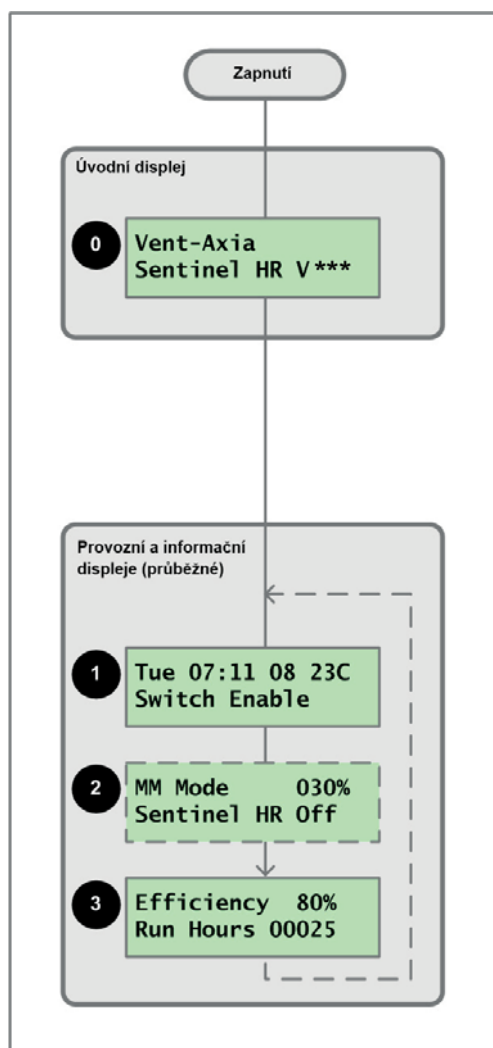 Zapnutí
Úvodní displej
0
Vent-Axia
Sentinel HR V***
Provozní a informační
displeje (průběžné)
1
Tue 07:11 08 23C
Switch Enable
2
MM Mode 030%
Sentinel HR Off
3
Efficiency 80%
Run Hours 00025